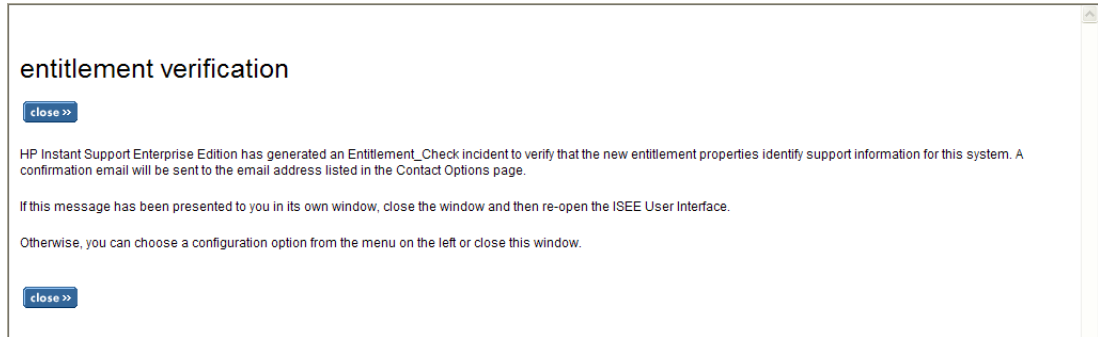 entitlement verification
close »
HP Instant Support Enterprise Edition has generated an Entitlement_Check incident to verify that the new entitlement properties identify support information for this system. A
confirmation email will be sent to the email address listed in the Contact Options page.
If this message has been presented to you in its own window, close the window and then re-open the ISEE User Interface.
Otherwise, you can choose a configuration option from the menu on the left or close this window.
close »